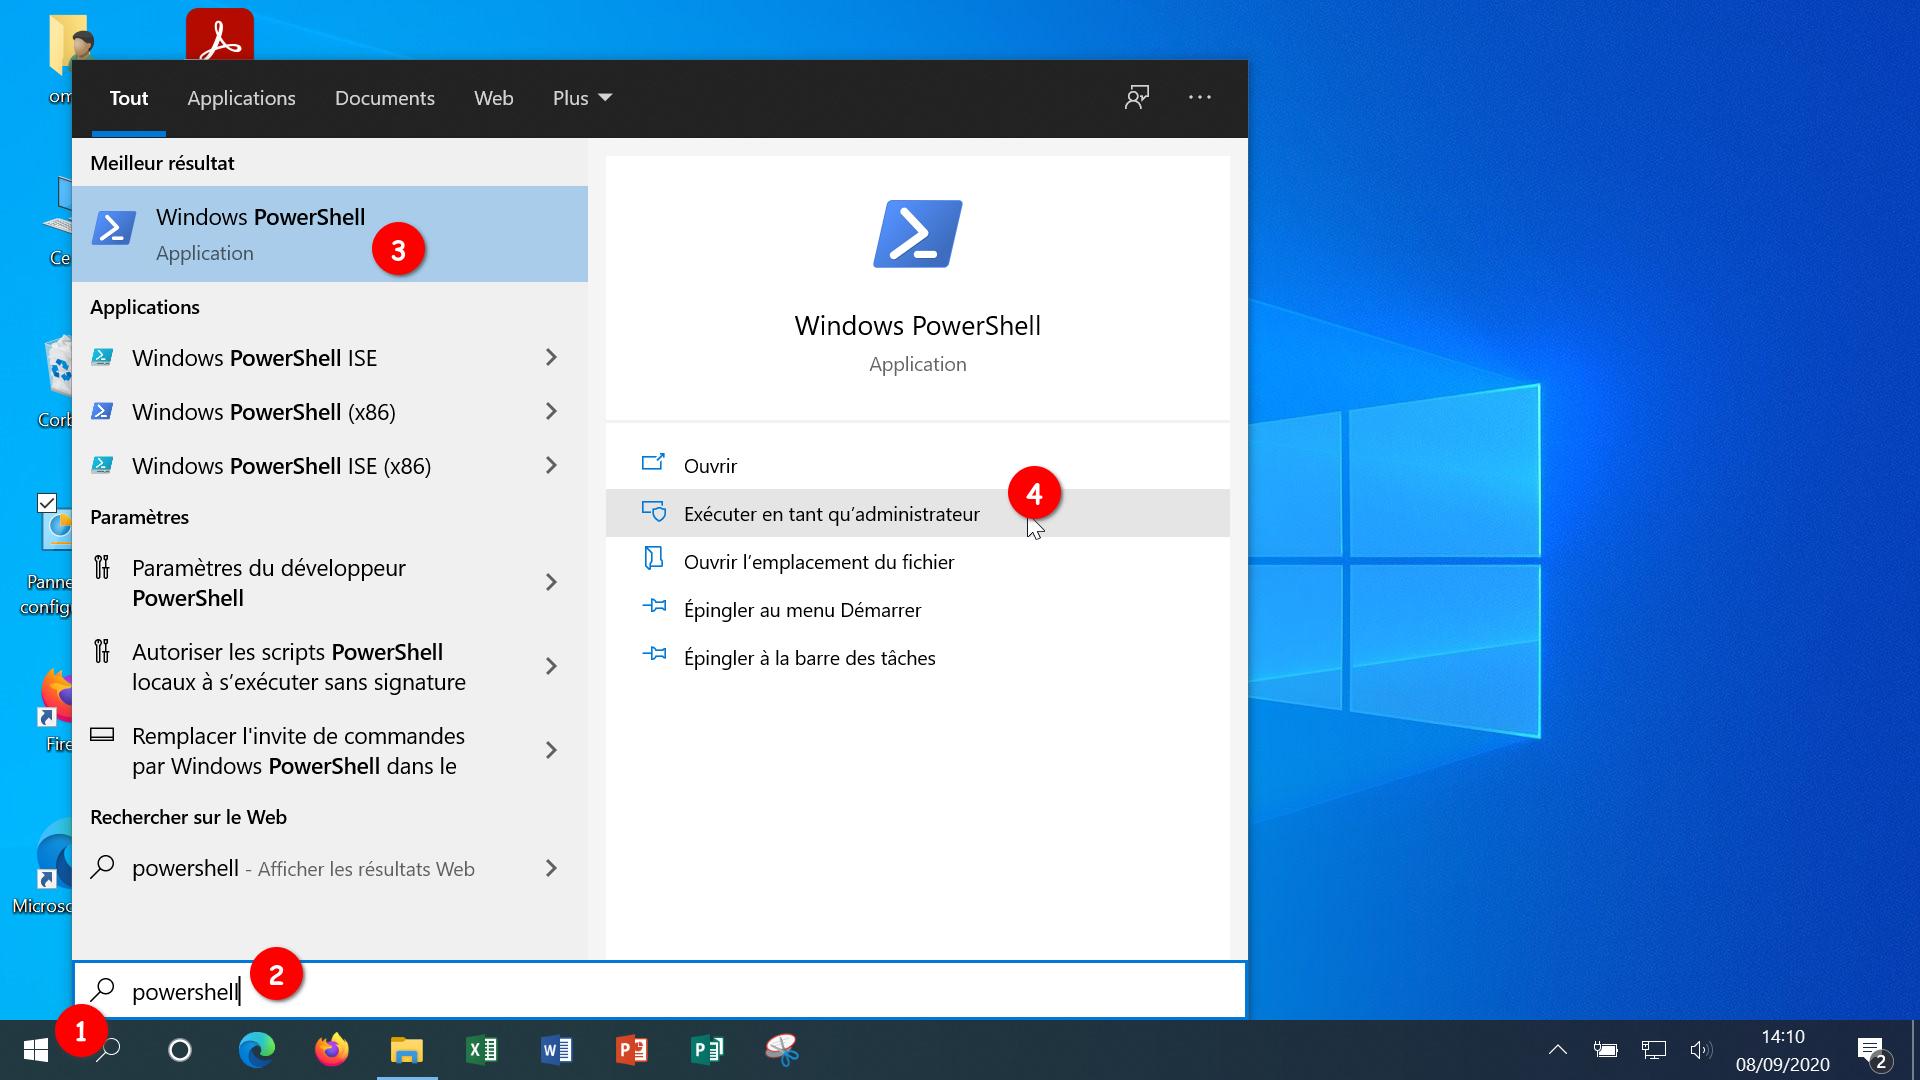 om
Tout
Applications
Documents
Web
Plus
Meilleur résultat
Windows PowerShell
Application
3
Applications
Windows PowerShell ISE
Windows PowerShell (x86)
Windows PowerShell ISE (x86)
Paramètres
Paramètres du développeur
PowerShell
Autoriser les scripts PowerShell
locaux à s’exécuter sans signature
Remplacer l'invite de commandes
par Windows PowerShell dans le
Rechercher sur le Web
powershell - Afficher les résultats Web
Windows PowerShell
Application
Ouvrir
4
Exécuter en tant qu’administrateur
Ouvrir l’emplacement du fichier
Épingler au menu Démarrer
Épingler à la barre des tâches
Ce
Corb
Panne
config
Fire
Microso
powershell
2
1
14:10
08/09/2020
2